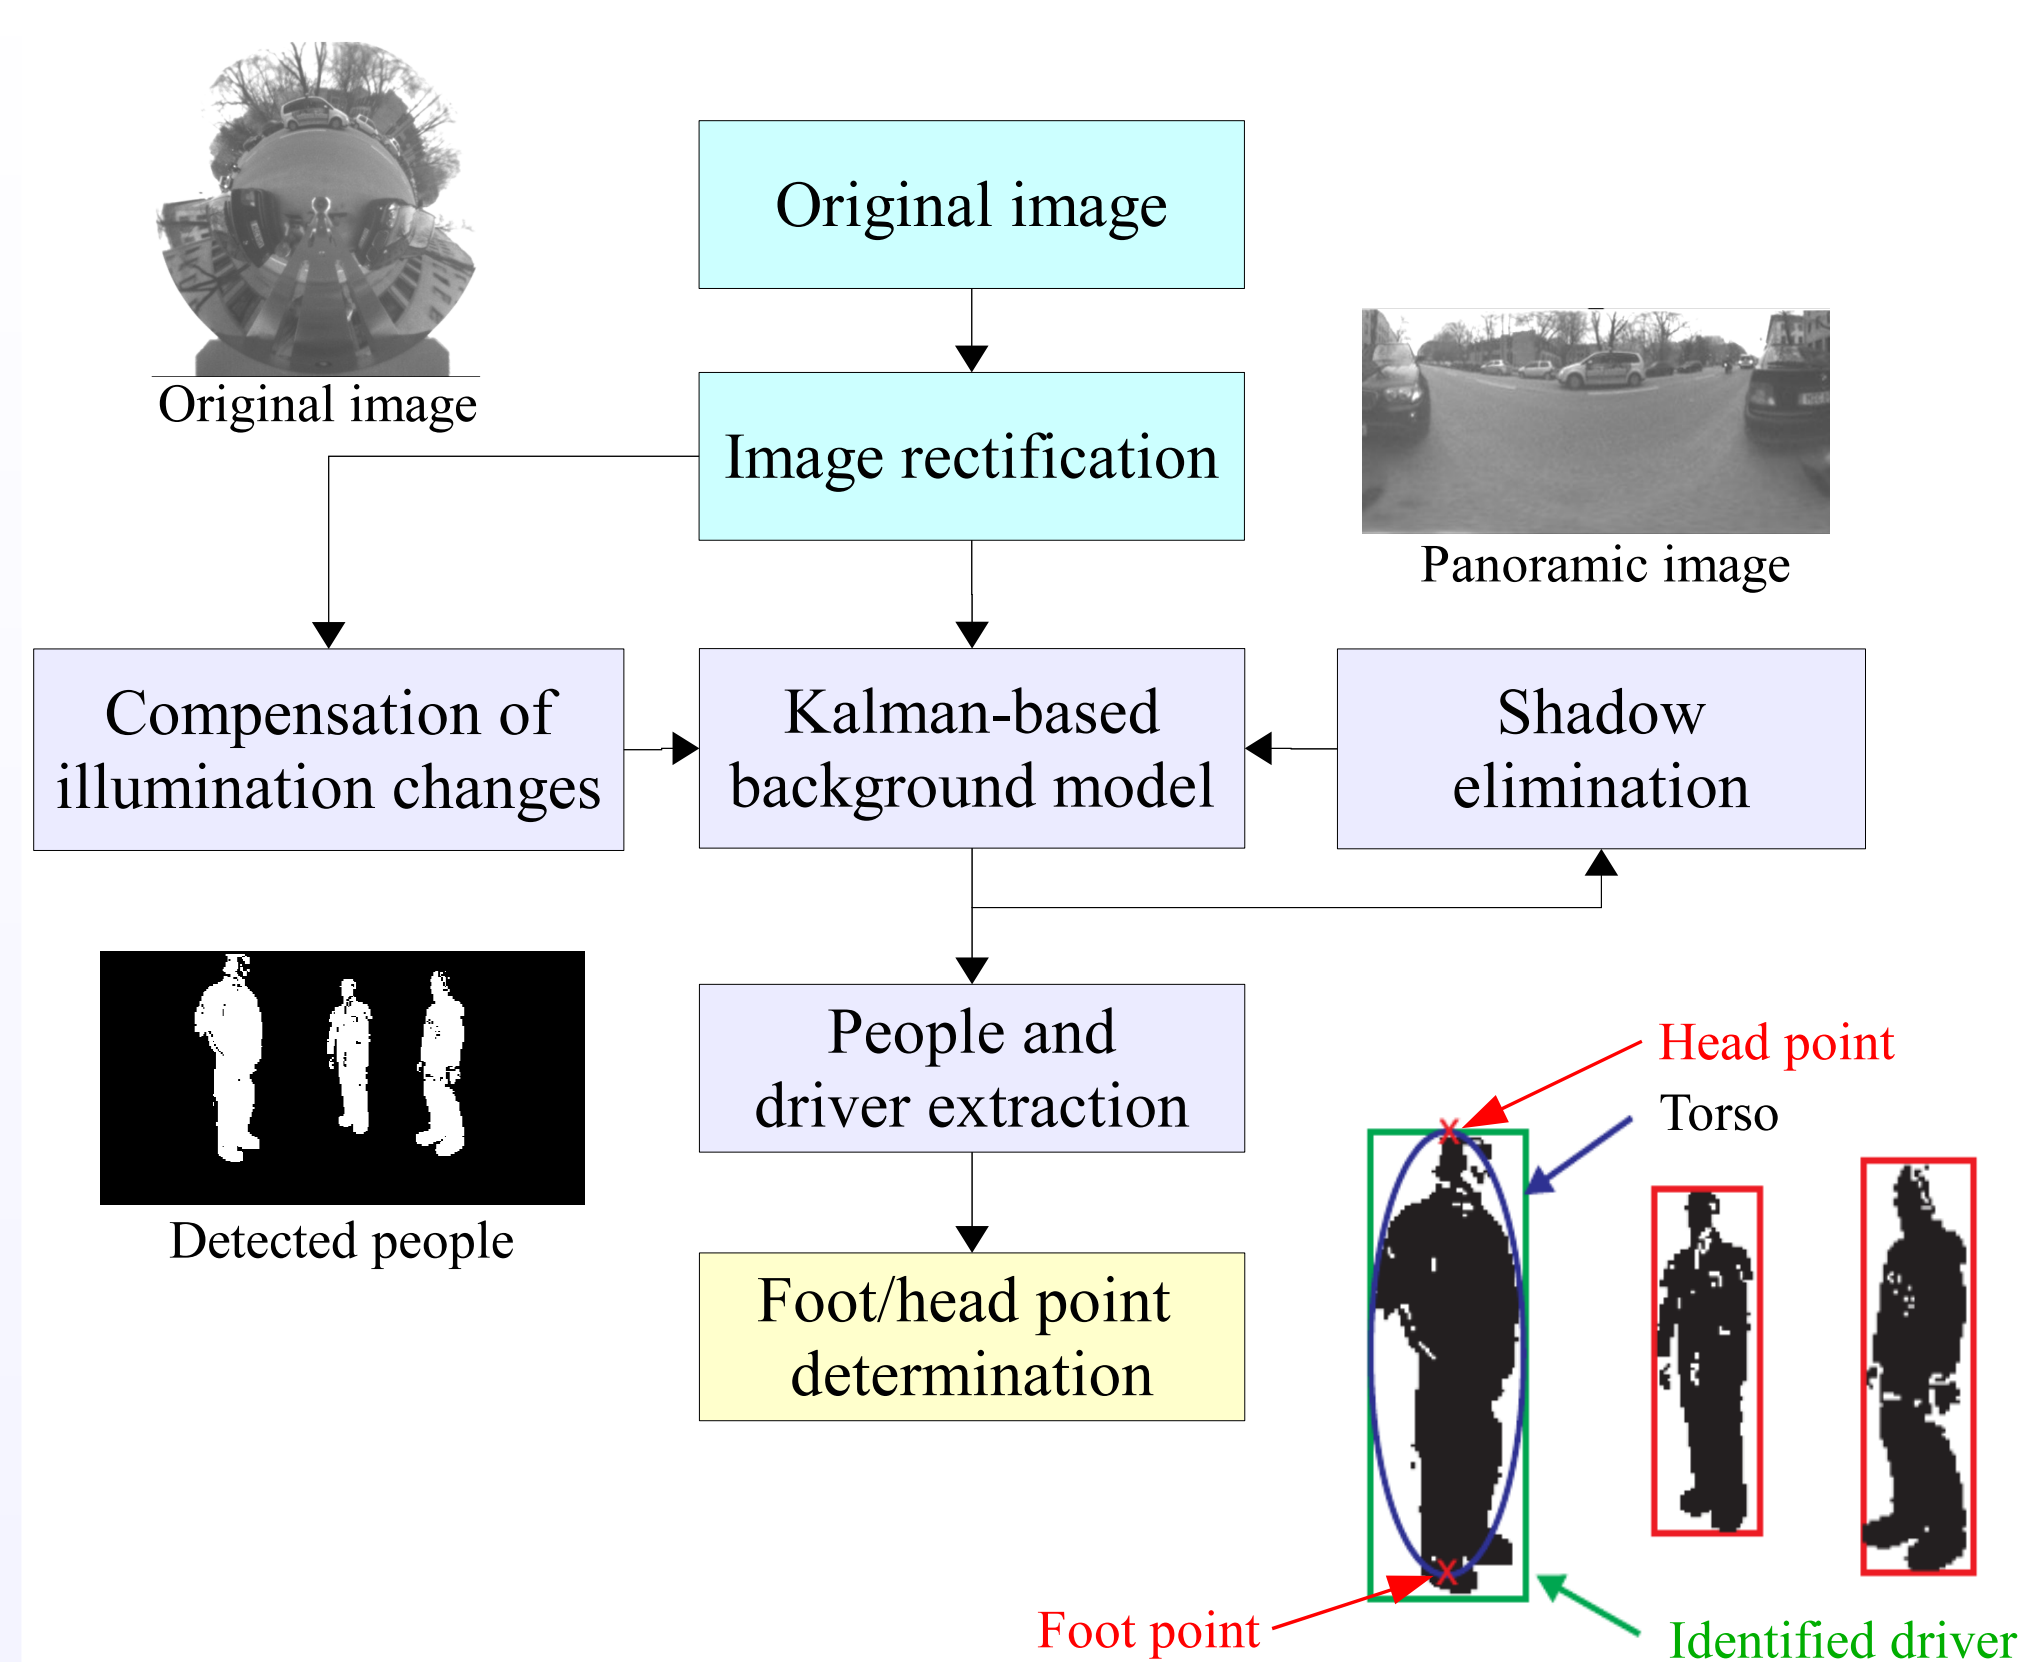 Original image
Original image
Image rectification
Panoramic image
Compensation of
illumination changes
Kalman-based
background model
Shadow
elimination
People and
driver extraction
Detected people
Foot/head point
determination
Head point
Torso
Foot point
Identified driver